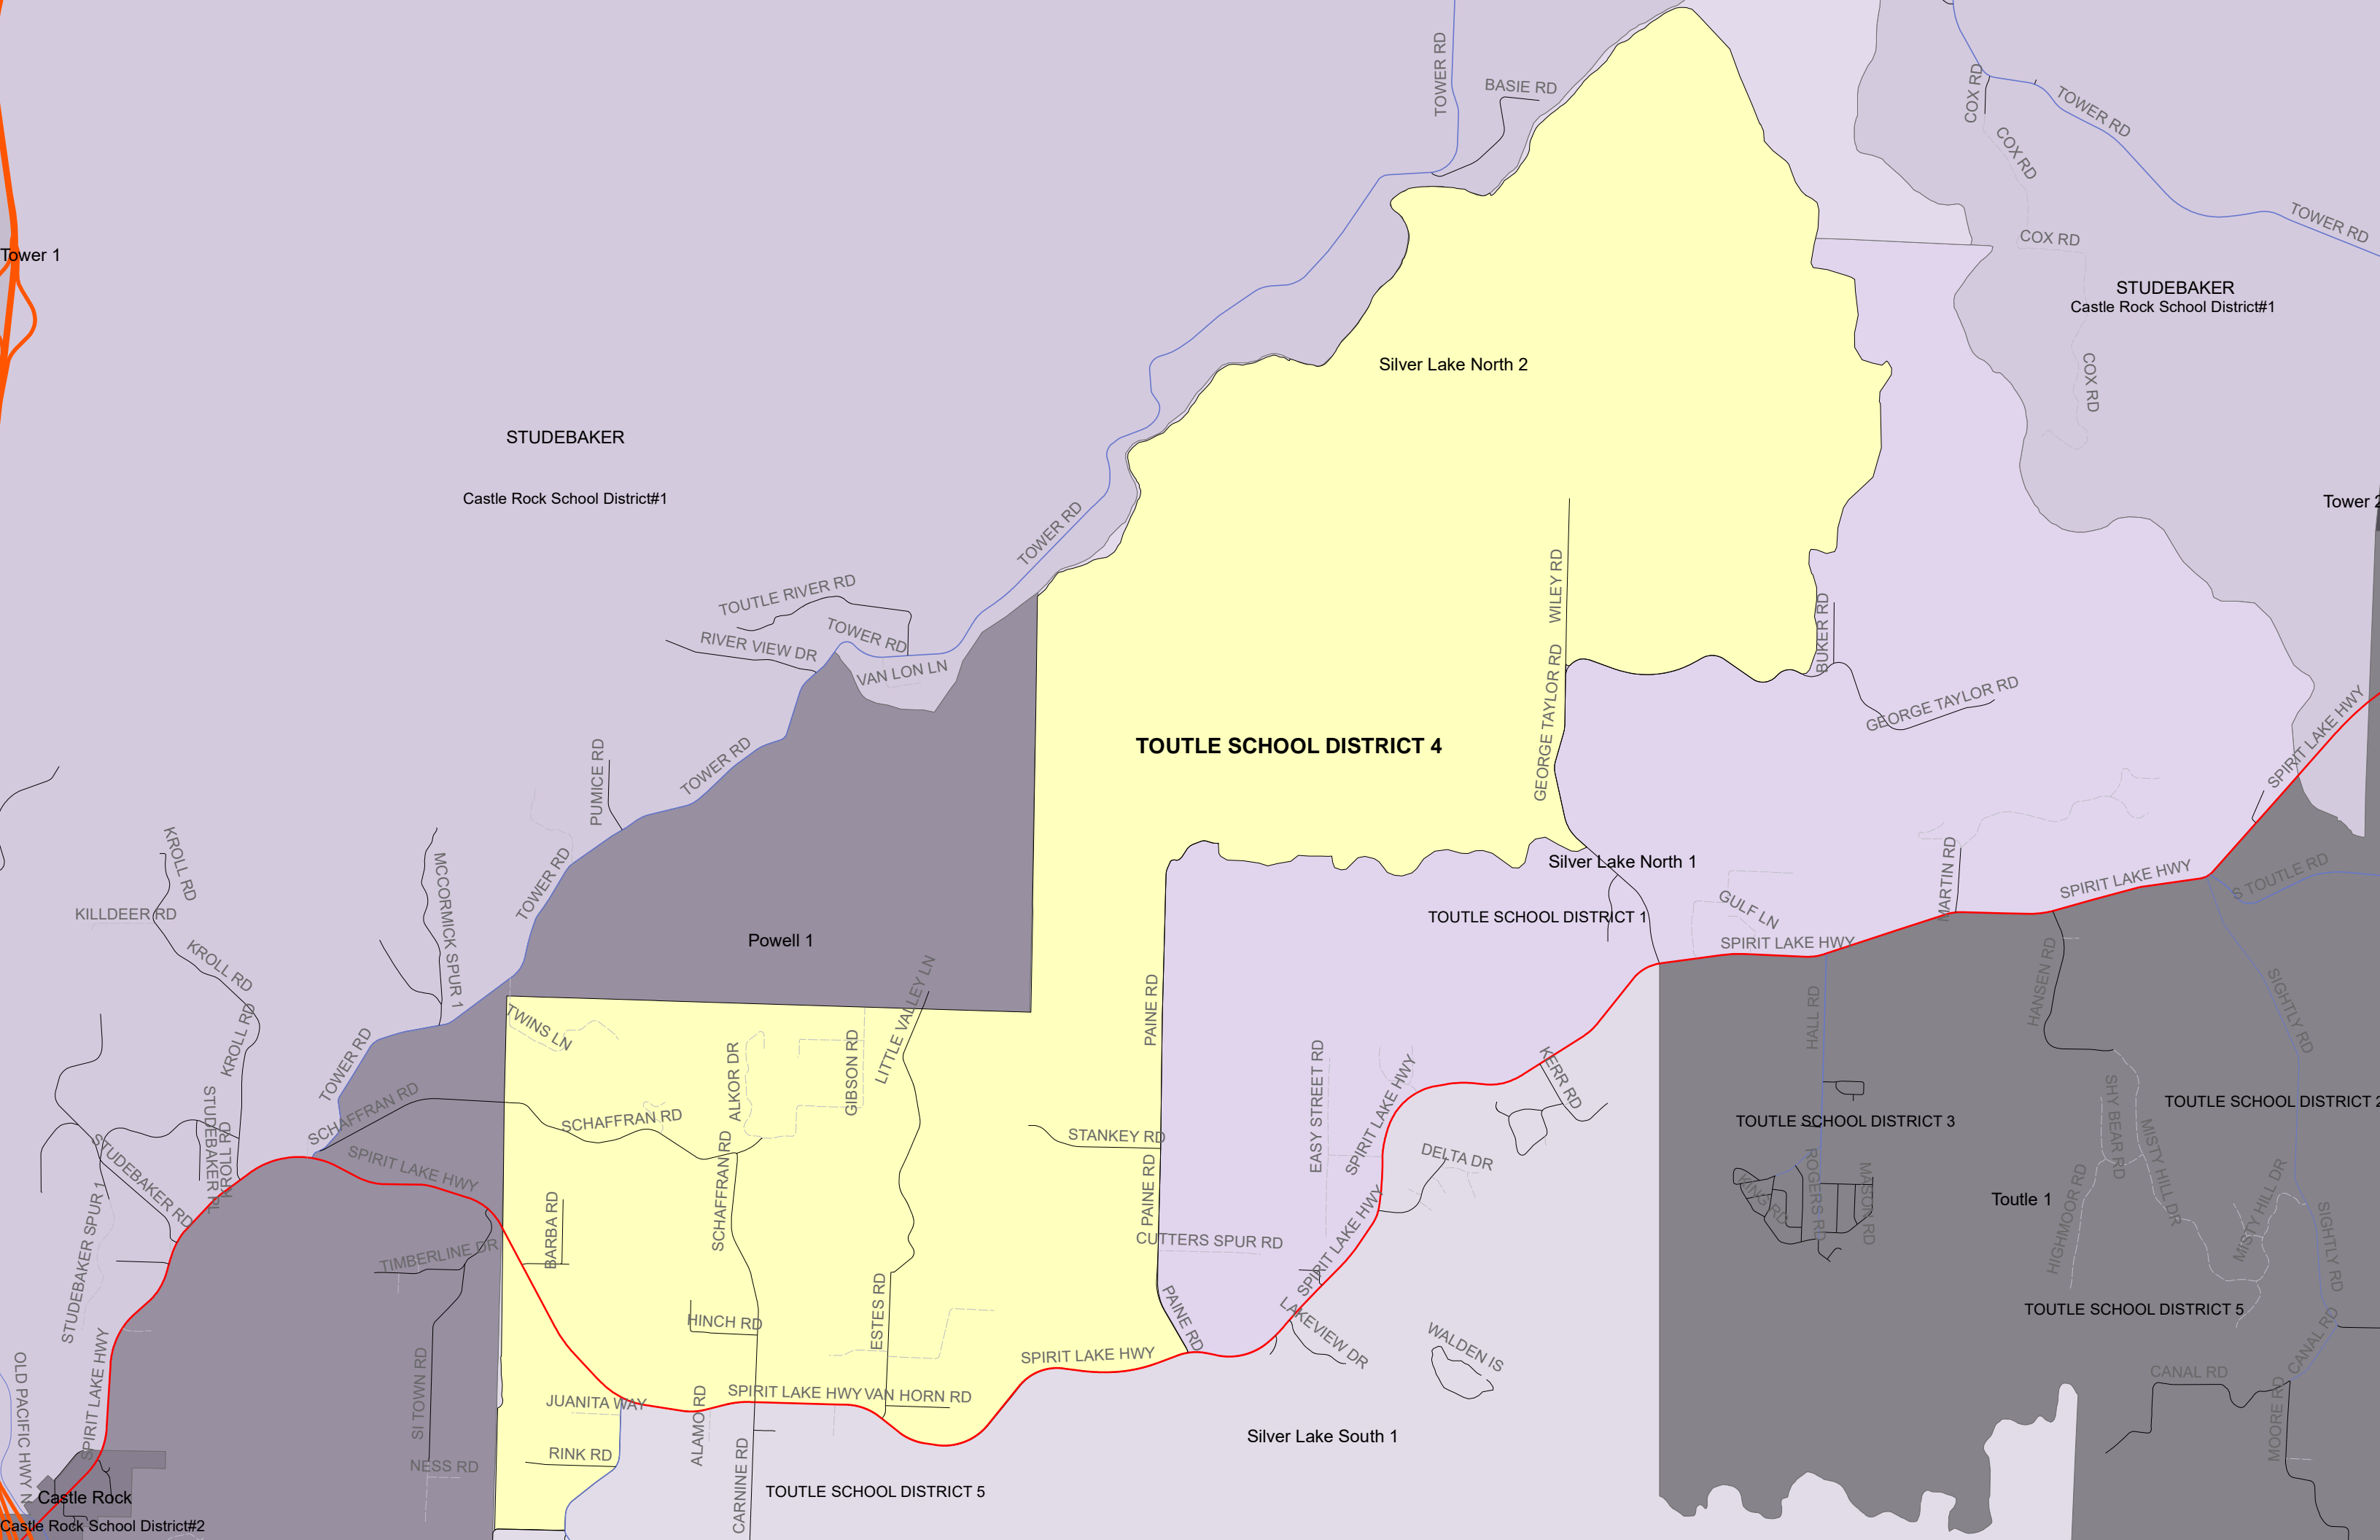 TOWER RD
BASIE RD
COX RD
TOWER RD
COX RD
TOWER RD
COX RD
Tower 1
STUDEBAKER
Castle Rock School District#1
Silver Lake North 2
COX RD
STUDEBAKER
Castle Rock School District#1
Tower 2
TOWER RD
WILEY RD
TOUTLE RIVER RD
TOWER RD
RIVER VIEW DR
VAN LON LN
BUKER RD
GEORGE TAYLOR RD
GEORGE TAYLOR RD
SPIRIT LAKE HWY
TOUTLE SCHOOL DISTRICT 4
TOWER RD
PUMICE RD
KROLL RD
MCCORMICK SPUR 1
TOWER RD
Silver Lake North 1
MARTIN RD
SPIRIT LAKE HWY
S TOUTLE RD
KILLDEER RD
TOUTLE SCHOOL DISTRICT 1
GULF LN
Powell 1
SPIRIT LAKE HWY
KROLL RD
HANSEN RD
SIGHTLY RD
LITTLE VALLEY LN
PAINE RD
HALL RD
TWINS LN
KROLL RD
TOWER RD
ALKOR DR
GIBSON RD
KERR RD
EASY STREET RD
SPIRIT LAKE HWY
TOUTLE SCHOOL DISTRICT 2
SCHAFFRAN RD
SCHAFFRAN RD
SHY BEAR RD
TOUTLE SCHOOL DISTRICT 3
STANKEY RD
STUDEBAKER PL
KROLL RD
STUDEBAKER RD
SPIRIT LAKE HWY
DELTA DR
MISTY HILL DR
SCHAFFRAN RD
PAINE RD
KING RD
ROGERS RD
MASON RD
Toutle 1
HIGHMOOR RD
MISTY HILL DR
STUDEBAKER SPUR 1
BARBA RD
TIMBERLINE DR
CUTTERS SPUR RD
SPIRIT LAKE HWY
SIGHTLY RD
TOUTLE SCHOOL DISTRICT 5
HINCH RD
ESTES RD
PAINE RD
LAKEVIEW DR
WALDEN IS
CANAL RD
SPIRIT LAKE HWY
CANAL RD
OLD PACIFIC HWY N
SPIRIT LAKE HWY
SI TOWN RD
JUANITA WAY
SPIRIT LAKE HWY
VAN HORN RD
ALAMO RD
MOORE RD
Silver Lake South 1
RINK RD
NESS RD
CARNINE RD
TOUTLE SCHOOL DISTRICT 5
Castle Rock
Castle Rock School District#2